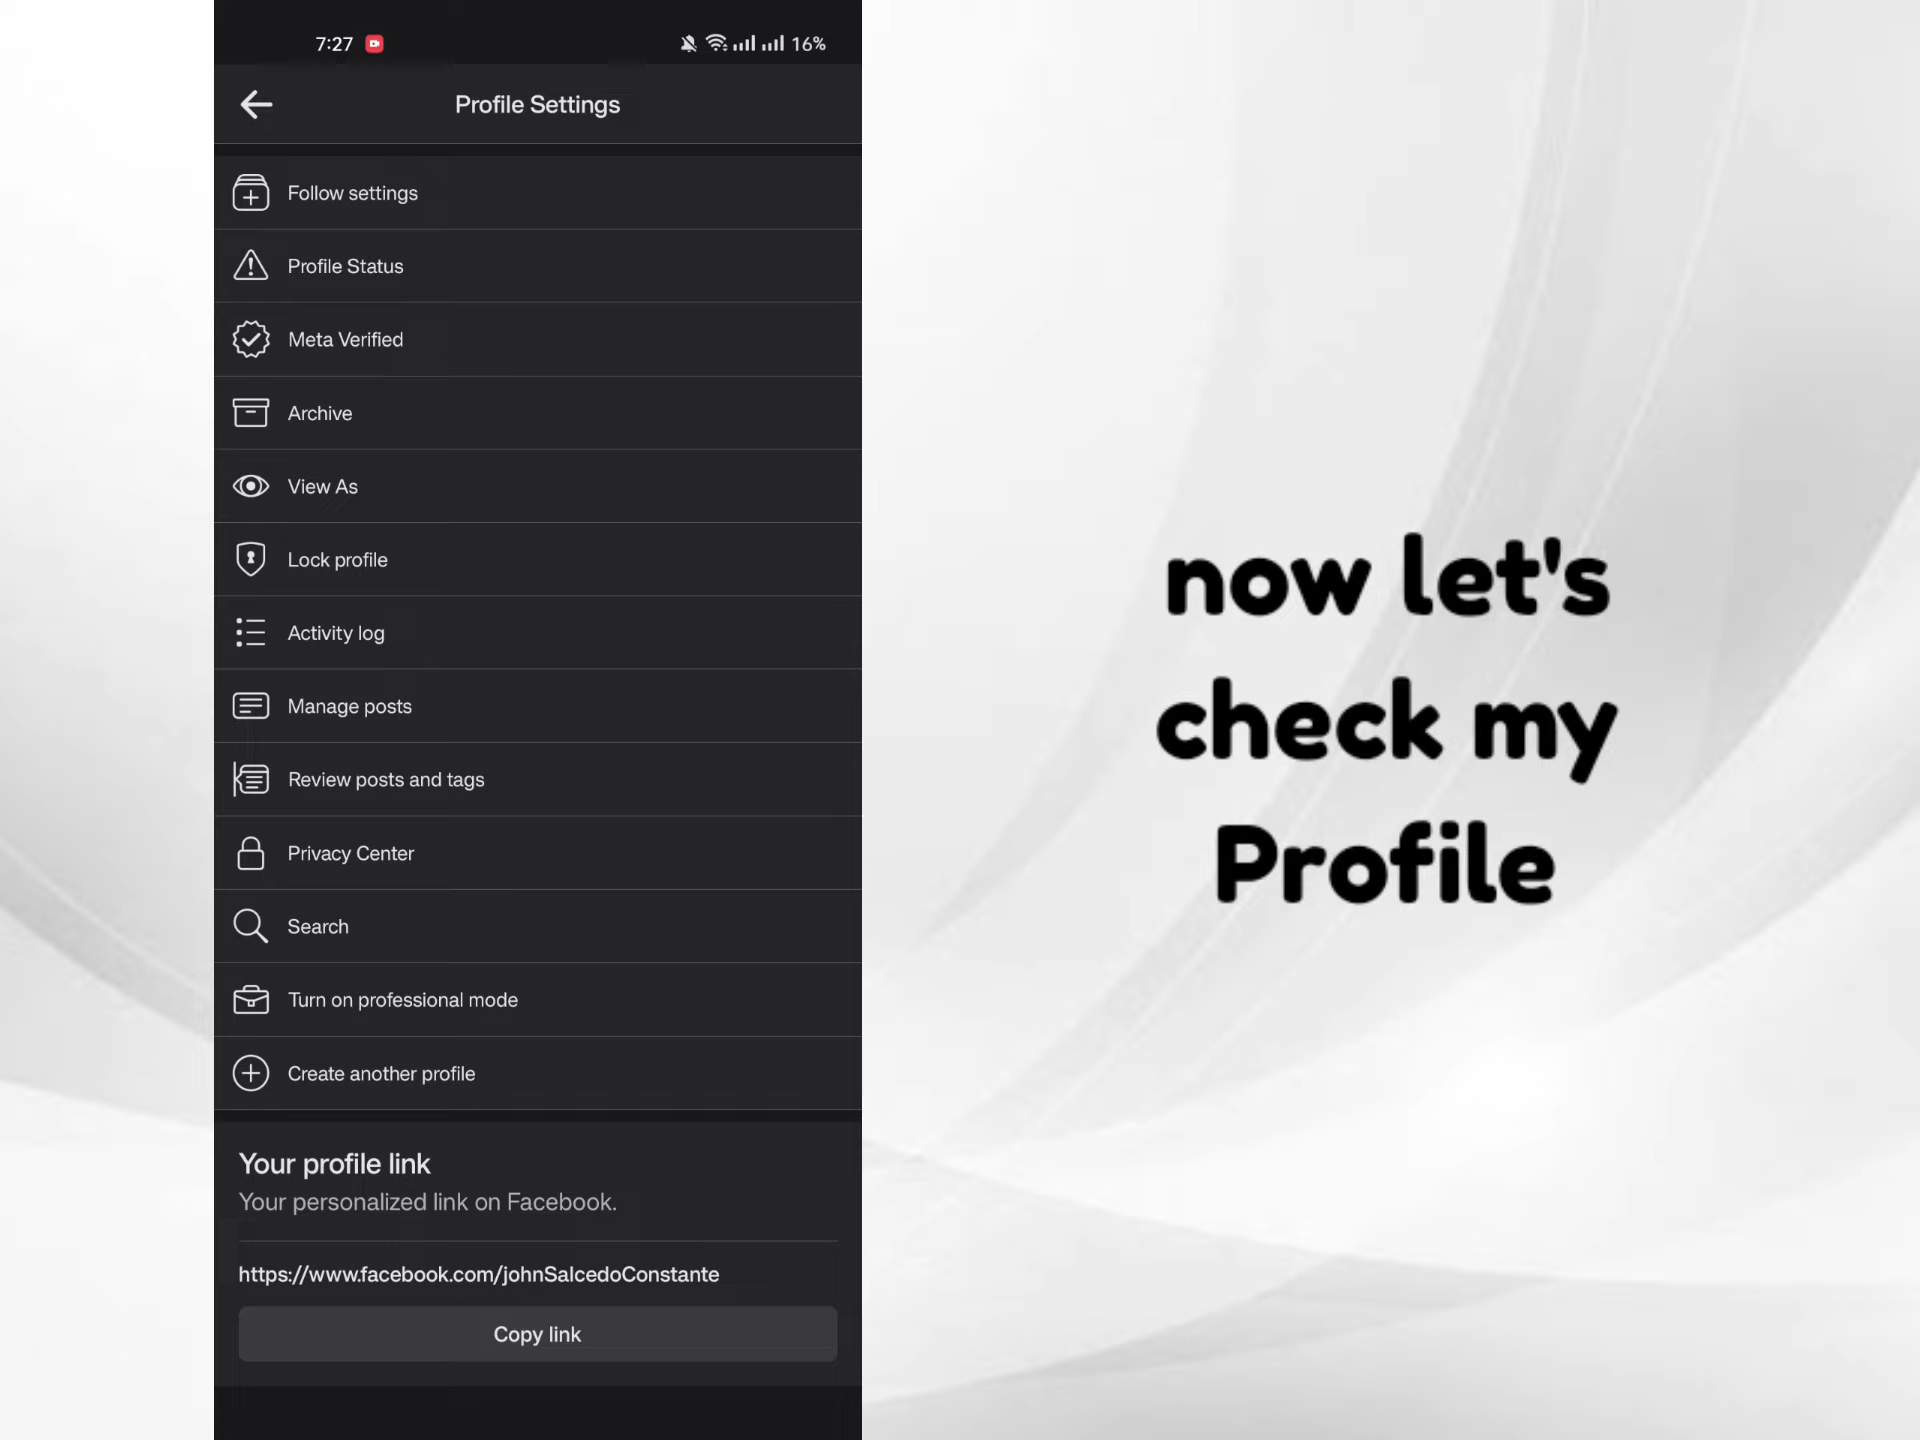 7:27
16%
Profile Settings
Follow settings
Profile Status
Meta Verified
Archive
View As
Lock profile
Activity log
Manage posts
Review posts and tags
Privacy Center
Search
Turn on professional mode
Create another profile
Your profile link
Your personalized link on Facebook.
https://www.facebook.com/johnSalcedoConstante
Copy link
now let's
check my
Profile